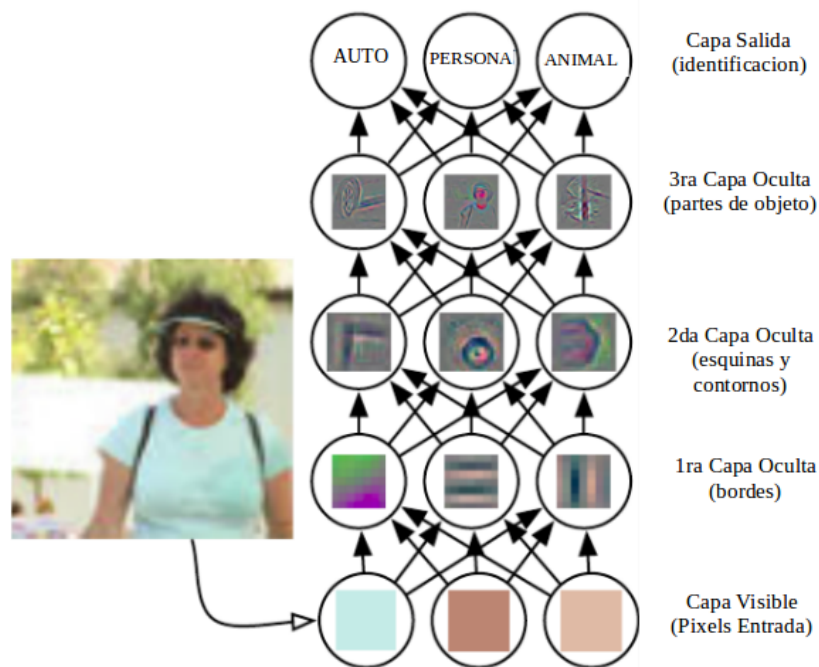 AUTO
PERSONA
ANIMAL
Capa Salida
(identificacion)
3ra Capa Oculta
(partes de objeto)
2da Capa Oculta
(esquinas y
contornos)
1ra Capa Oculta
(bordes)
Capa Visible
(Pixels Entrada)